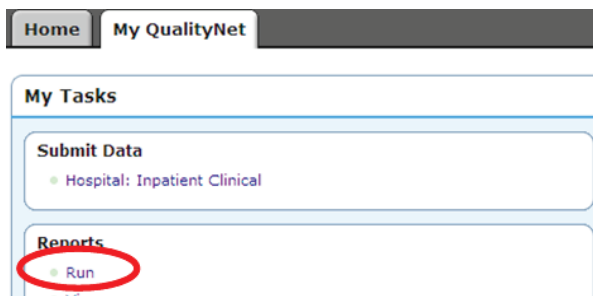 Home My QualityNet
My Tasks
Submit Data
Hospital: Inpatient Clinical
Reports
Run